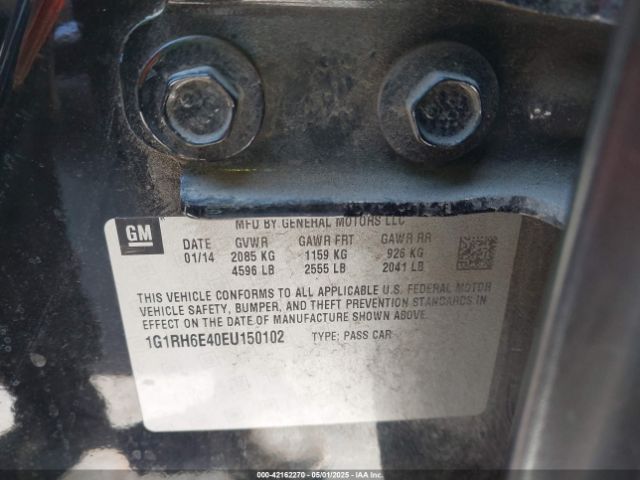 MFD BY GENERAL MOTORS LLC
GM
DATE GVWR GAWR FRT GAWR RR
01/14 2085 KG 1159 KG 926 KG
4596 LB 2555 LB 2041 LB
THIS VEHICLE CONFORMS TO ALL APPLICABLE U.S. FEDERAL MOTOR
VEHICLE SAFETY, BUMPER, AND THEFT PREVENTION STANDARDS IN
EFFECT ON THE DATE OF MANUFACTURE SHOWN ABOVE.
1G1RH6E40EU150102 TYPE: PASS CAR
000-42162270 - 05/01/2025 - IAAI.COM